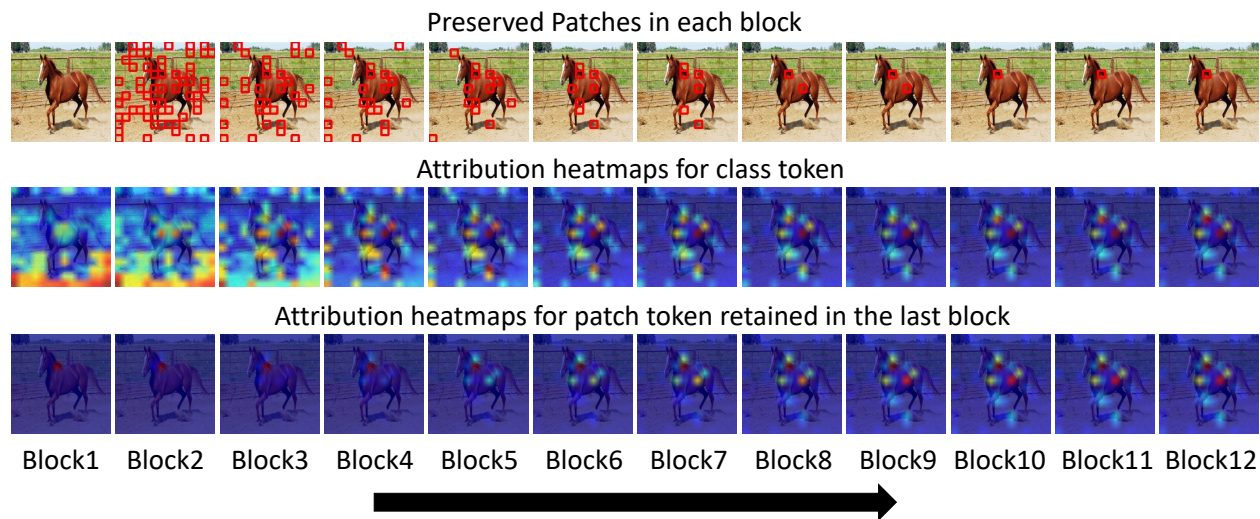 Preserved Patches in each block
Attribution heatmaps for class token
Attribution heatmaps for patch token retained in the last block
Block1 Block2 Block3 Block4 Block5 Block6 Block7 Block8 Block9 Block10 Block11 Block12